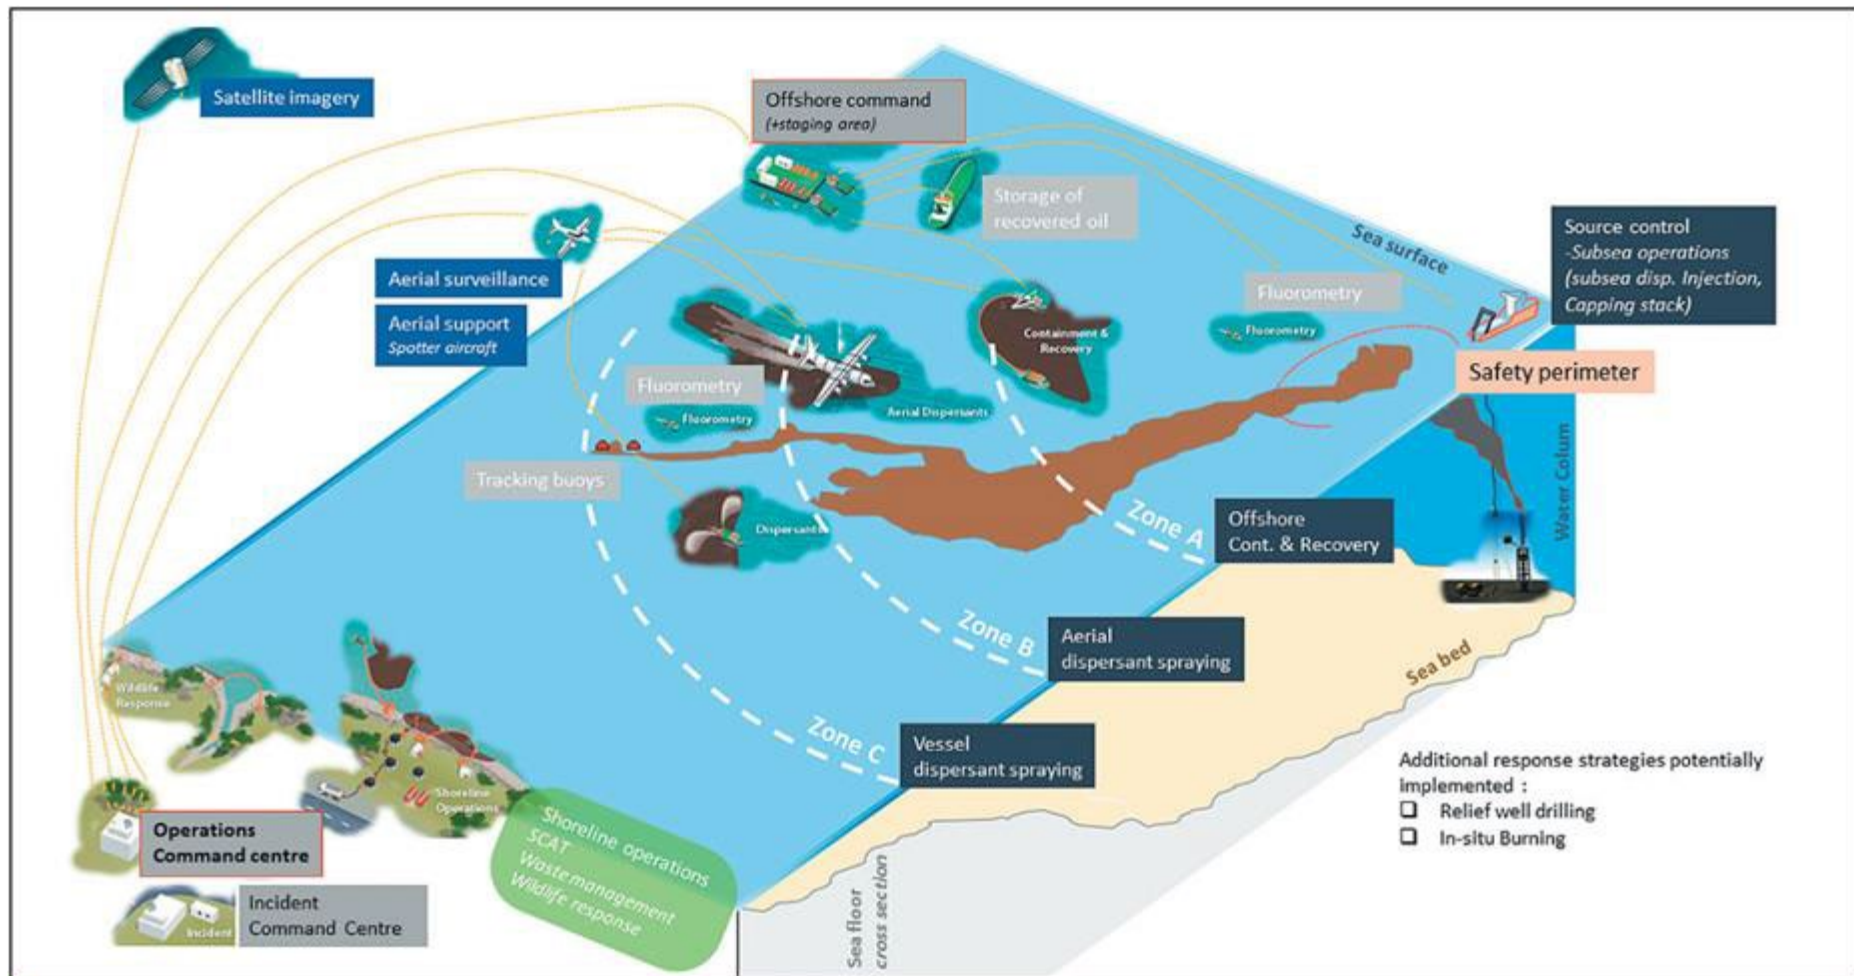 Satellite imagery
Offshore command
(+staging area)
Storage of
recovered oil
Sea surface
Source control
-Subsea operations
(subsea disp. Injection,
Capping stack)
Aerial surveillance
Aerial support
Spotter aircraft
Fluorometry
Fluorometry
Containment &
Recovery
Safety perimeter
Fluorometry
Fluorometry
Aerial Dispersants
Tracking buoys
Dispersants
Water Colum
Zone A
Offshore
Cont. & Recovery
Zone B
Aerial
dispersant spraying
Sea bed
Zone C
Vessel
dispersant spraying
Wildlife
Response
Shoreline
Operations
Additional response strategies potentially
implemented :
❑ Relief well drilling
❑ In-situ Burning
Operations
Command centre
Shoreline operations
SCAT
Waste management
Wildlife response
Incident
Incident
Command Centre
Sea floor
cross section